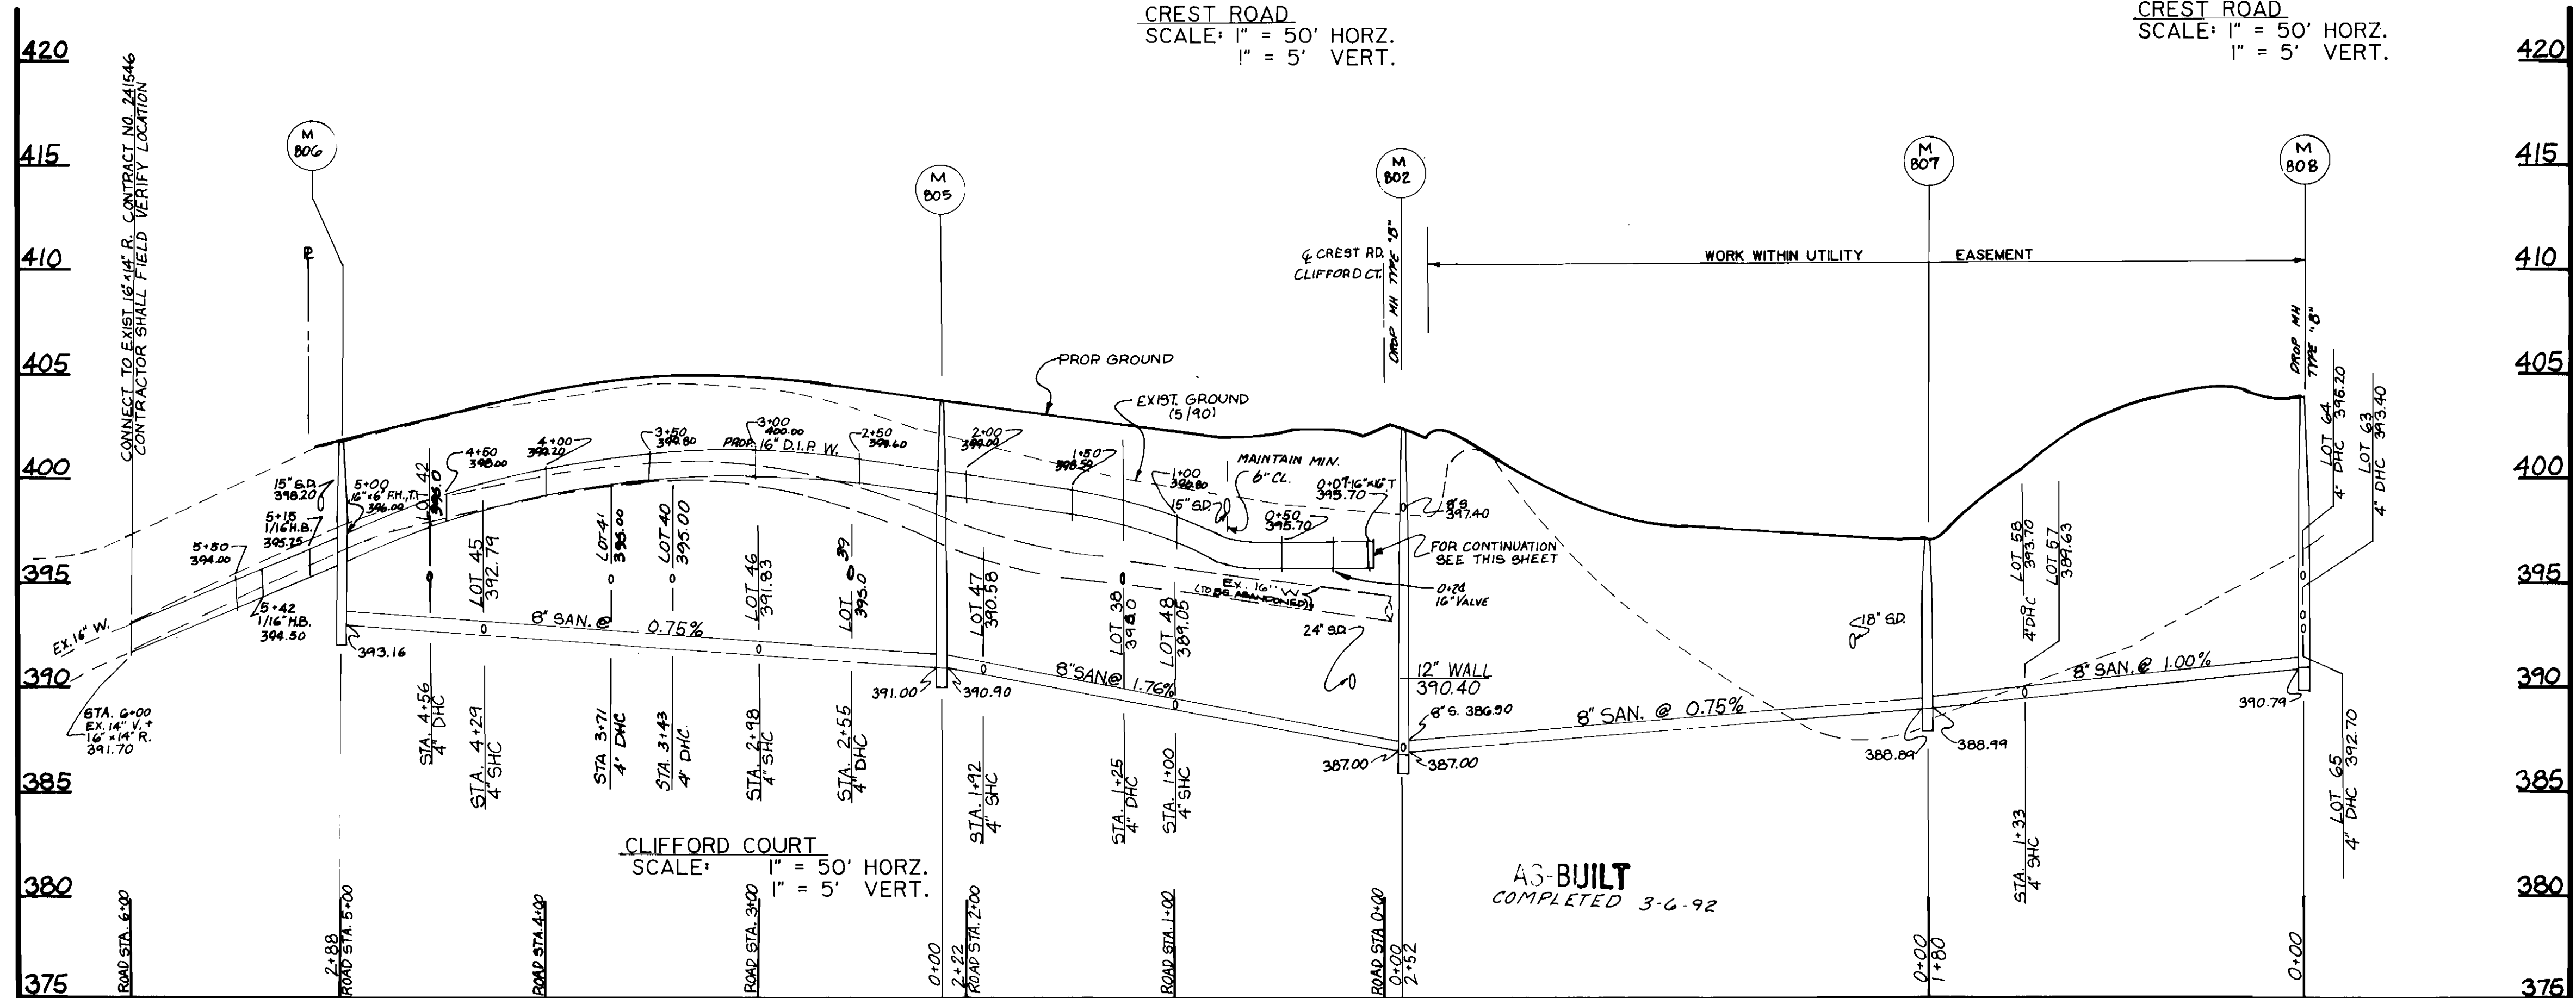 CREST ROAD
SCALE: 1" = 50' HORZ.
1" = 5' VERT.
CREST ROAD
SCALE: 1" = 50' HORZ.
1" = 5' VERT.
420
415
410
405
400
395
390
385
380
375
420
415
410
405
400
395
390
385
380
375
CONNECT TO EXIST 16"x14" R. CONTRACT NO. 241546
CONTRACTOR SHALL FIELD VERIFY LOCATION
M
806
M
805
M
802
M
807
M
808
℄ CREST RD.
CLIFFORD CT.
DROP MH TYPE "B"
WORK WITHIN UTILITY EASEMENT
DROP MH
TYPE "B"
PROP GROUND
EXIST. GROUND
(5/90)
EX. 16" W.
5+50
394.00
5+15
1/16 H.B.
395.25
15" S.D.
398.20
5+00
16"x6" F.H.,T.
396.00
5+42
1/16" H.B.
394.50
4+50
398.00
4+00
399.20
3+50
399.80
3+00
400.00
PROP. 16" D.I.P. W.
2+50
399.60
2+00
399.00
1+50
398.50
1+00
396.80
15" S.D.
MAINTAIN MIN.
6" CL.
0+50
395.70
0+07 16"x16" T
395.70
8" S.
397.40
FOR CONTINUATION
SEE THIS SHEET
0+24
16" VALVE
EX. 16" W
(TO BE ABANDONED)
24" S.D.
12" WALL
390.40
8" S. 386.90
18" S.D.
STA. 6+00
EX. 14" V. +
16"x14" R.
391.70
LOT 42
395.0
LOT 45
392.79
LOT 41
395.00
LOT 40
395.00
LOT 46
391.83
LOT 39
395.0
LOT 47
390.58
LOT 38
LOT 48
389.05
LOT 58
4" DHC 393.70
LOT 57
389.63
LOT 64
4" DHC 396.20
LOT 63
4" DHC 393.40
LOT 65
4" DHC 392.70
8" SAN. @ 0.75%
8" SAN. @ 1.76%
8" SAN. @ 0.75%
8" SAN. @ 1.00%
393.16
391.00
390.90
387.00
387.00
388.89
388.99
390.79
STA. 4+56
4" DHC
STA. 4+29
4" SHC
STA 3+71
4" DHC
STA. 3+43
4" DHC.
STA. 2+98
4" SHC
STA. 2+55
4" DHC
STA. 1+92
4" SHC
STA. 1+25
4" DHC
STA. 1+00
4" SHC
STA. 1+33
4" SHC
CLIFFORD COURT
SCALE: 1" = 50' HORZ.
1" = 5' VERT.
AS-BUILT
COMPLETED 3-6-92
ROAD STA. 6+00
2+88
ROAD STA. 5+00
ROAD STA. 4+00
ROAD STA. 3+00
0+00
2+22
ROAD STA. 2+00
ROAD STA. 1+00
ROAD STA 0+00
0+00
2+52
0+00
1+80
0+00